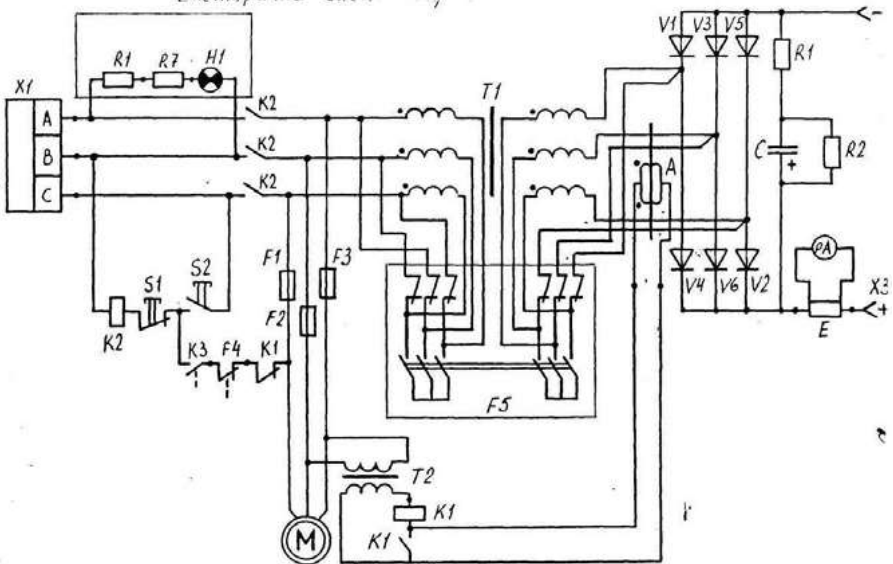 V1 V3 V5
-
R1 R7 H1
X1
A
B
C
K2
K2
K2
T1
R1
C
+
R2
A
F1
F3
F2
S1
S2
K2
K3 F4 K1
V4 V6 V2
PA
X3
+
E
F5
T2
K1
K1
M